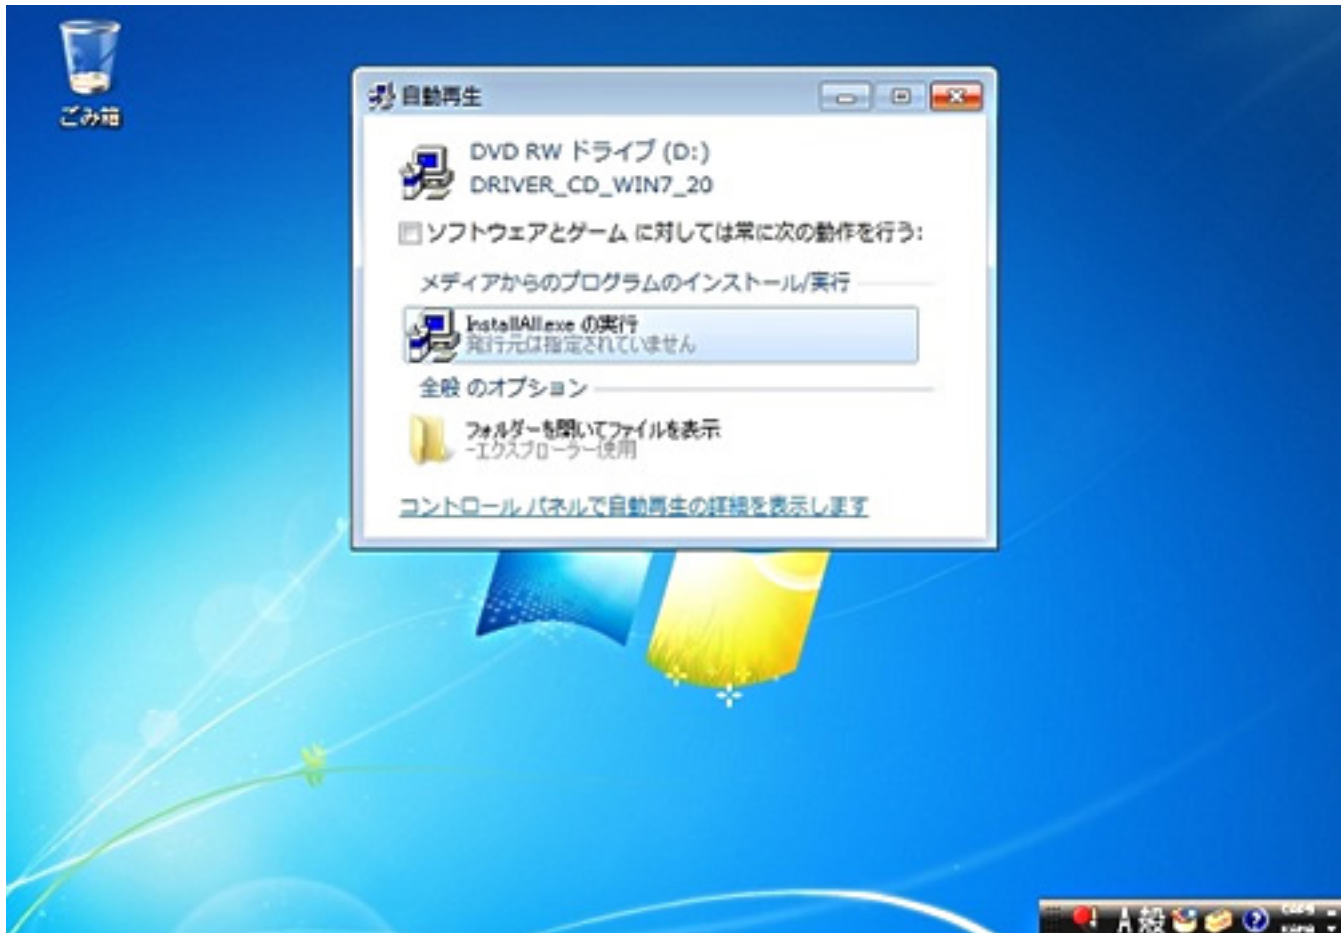 ごみ箱
自動再生
DVD RW ドライブ (D:)
DRIVER_CD_WIN7_20
ソフトウェアとゲーム に対しては常に次の動作を行う:
メディアからのプログラムのインストール/実行
InstallAll.exe の実行
発行元は指定されていません
全般 のオプション
フォルダーを開いてファイルを表示
-エクスプローラー使用
コントロール パネルで自動再生の詳細を表示します
A 般
CAPS
KANA